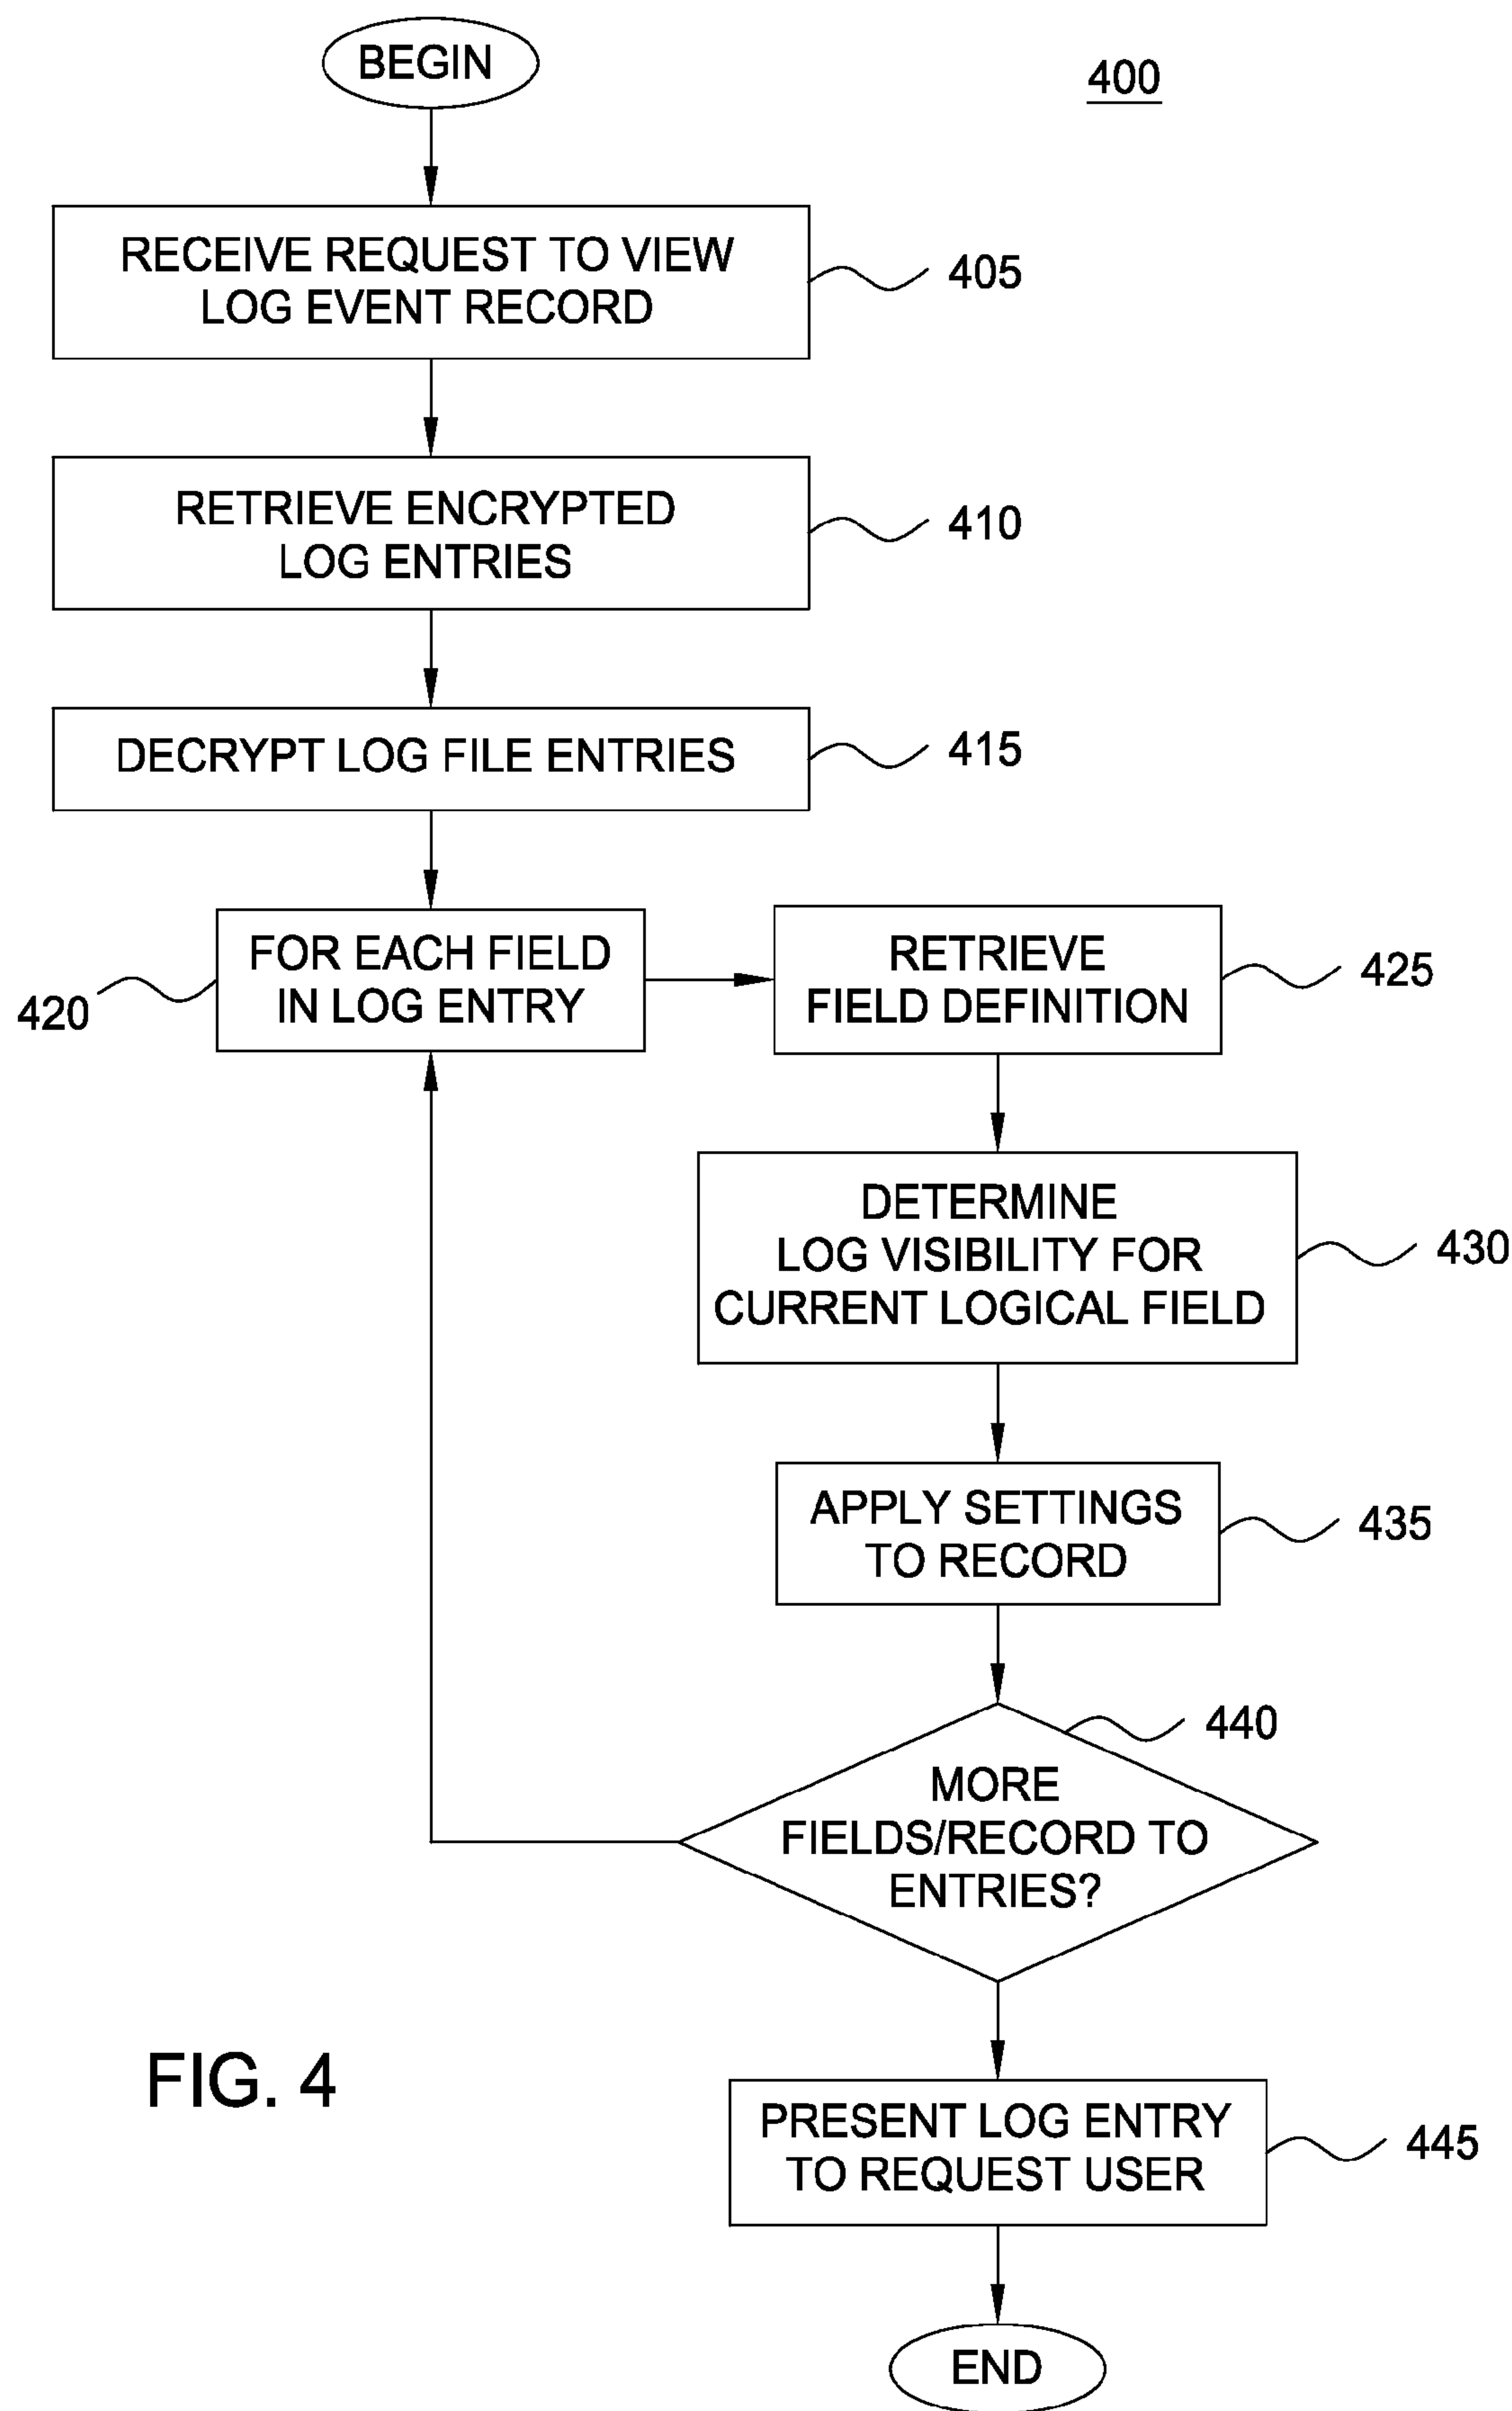 BEGIN
400
RECEIVE REQUEST TO VIEW
LOG EVENT RECORD
405
RETRIEVE ENCRYPTED
LOG ENTRIES
410
DECRYPT LOG FILE ENTRIES
415
FOR EACH FIELD
IN LOG ENTRY
420
RETRIEVE
FIELD DEFINITION
425
DETERMINE
LOG VISIBILITY FOR
CURRENT LOGICAL FIELD
430
APPLY SETTINGS
TO RECORD
435
440
MORE
FIELDS/RECORD TO
ENTRIES?
FIG. 4
PRESENT LOG ENTRY
TO REQUEST USER
445
END